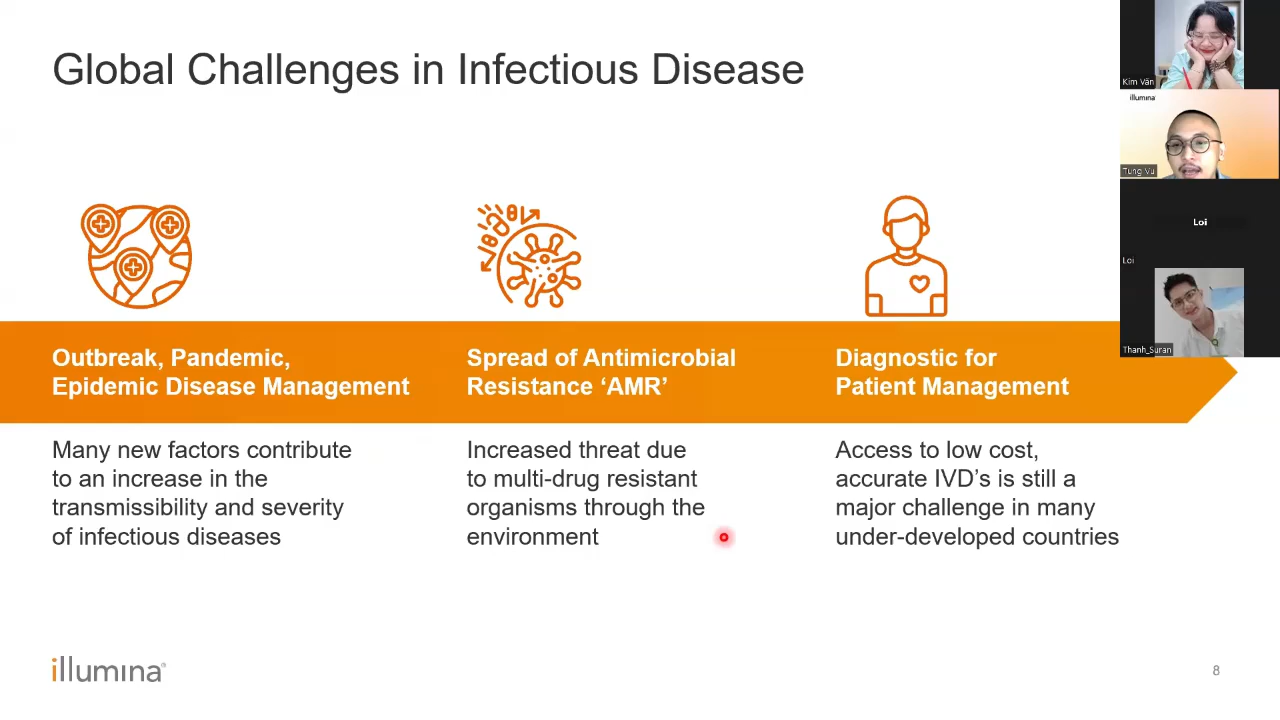 Global Challenges in Infectious Disease
Kim Vân
illumina
Tung Vu
Loi
Loi
Thanh_Suran
Outbreak, Pandemic,
Epidemic Disease Management
Many new factors contribute
to an increase in the
transmissibility and severity
of infectious diseases
Spread of Antimicrobial
Resistance ‘AMR’
Increased threat due
to multi-drug resistant
organisms through the
environment
Diagnostic for
Patient Management
Access to low cost,
accurate IVD’s is still a
major challenge in many
under-developed countries
illumina®
8